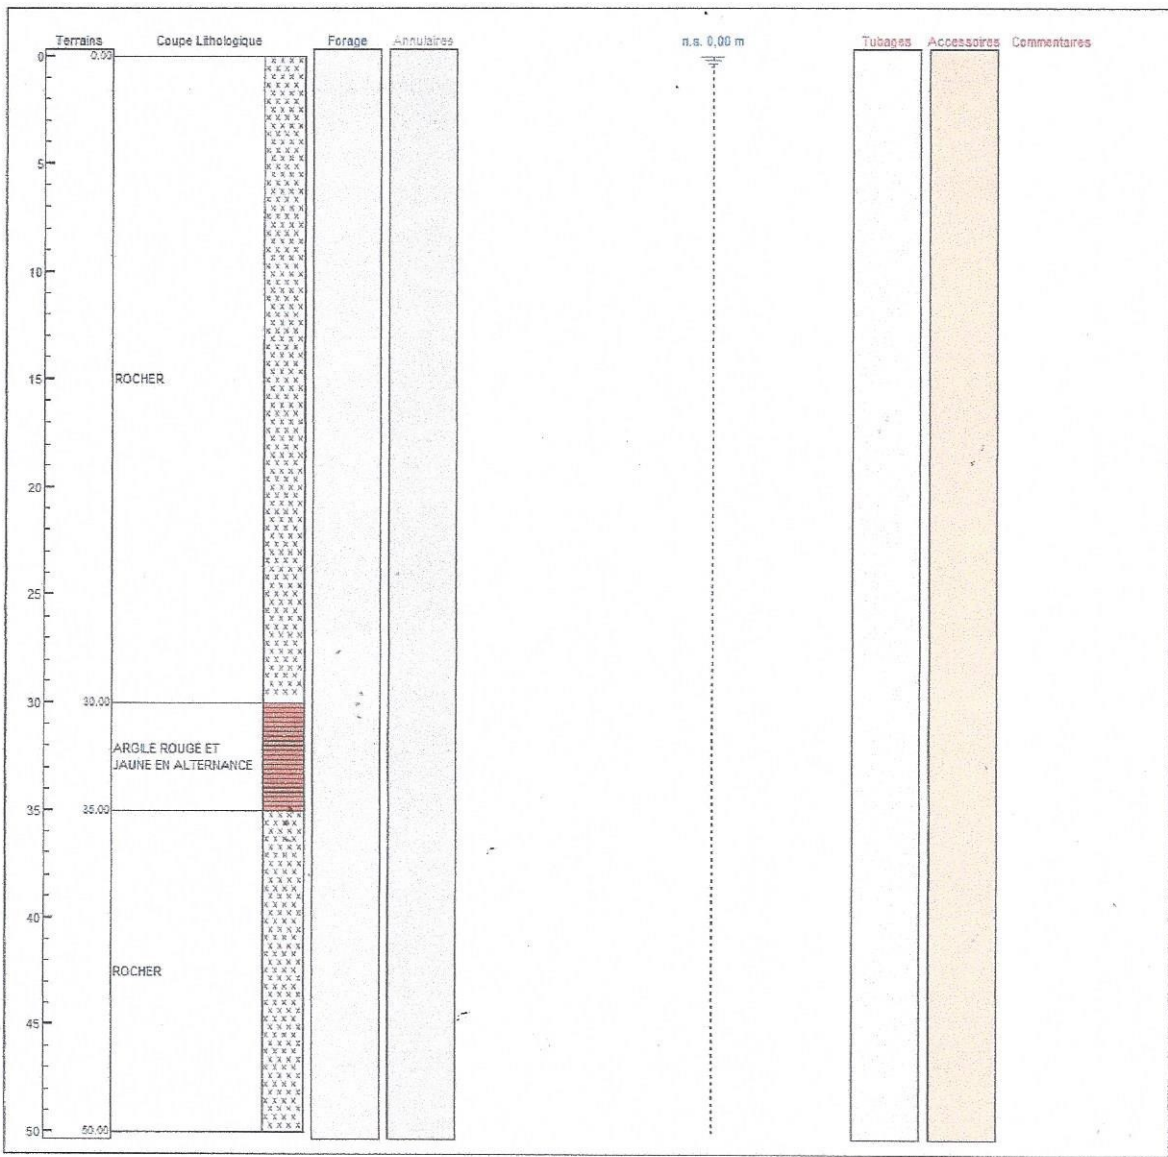 Terrains Coupe Lithologique Forage Annulaires n.s. 0,00 m Tubages Accessoires Commentaires
0 0.00
5
10
15 ROCHER
20
25
30 30.00
ARGILE ROUGE ET
JAUNE EN ALTERNANCE
35 35.00
40
ROCHER
45
50 50.00